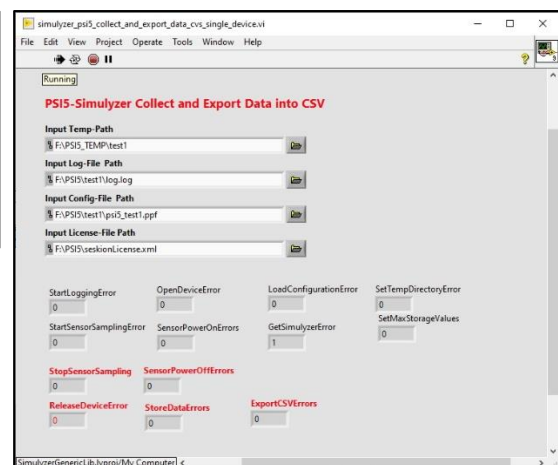 simulyzer_psi5_collect_and_export_data_cvs_single_device.vi
File Edit View Project Operate Tools Window Help
Running
PSI5-Simulyzer Collect and Export Data into CSV
Input Temp-Path
F:\PSI5_TEMP\test1
Input Log-File Path
F:\PSI5\test1\log.log
Input Config-File Path
F:\PSI5\test1\psi5_test1.ppf
Input License-File Path
F:\PSI5\seskionLicense.xml
StartLoggingError OpenDeviceError LoadConfigurationError SetTempDirectoryError
0 0 0 0
StartSensorSamplingError SensorPowerOnErrors GetSimulyzerError SetMaxStorageValues
0 0 1 0
StopSensorSampling SensorPowerOffErrors
0 0
ReleaseDeviceError StoreDataErrors ExportCSVErrors
0 0 0
SimulyzerGenericLib.lvproj/My Computer